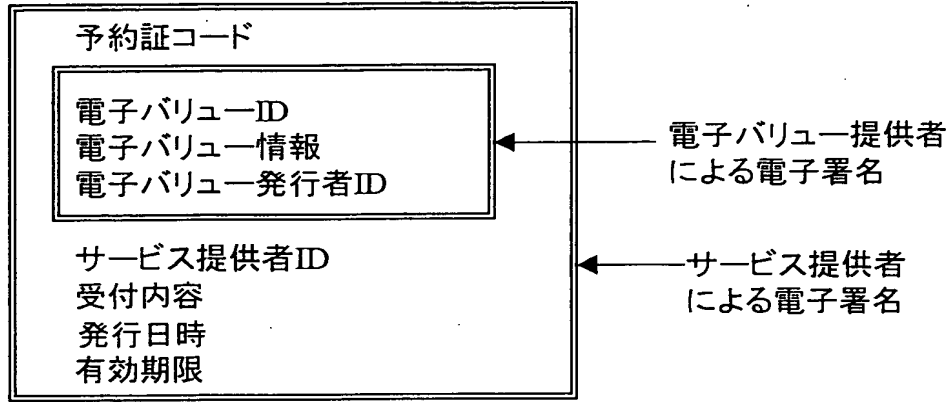 予約証コード
電子バリューID
電子バリュー情報
電子バリュー発行者ID
電子バリュー提供者
による電子署名
サービス提供者ID
受付内容
発行日時
有効期限
サービス提供者
による電子署名